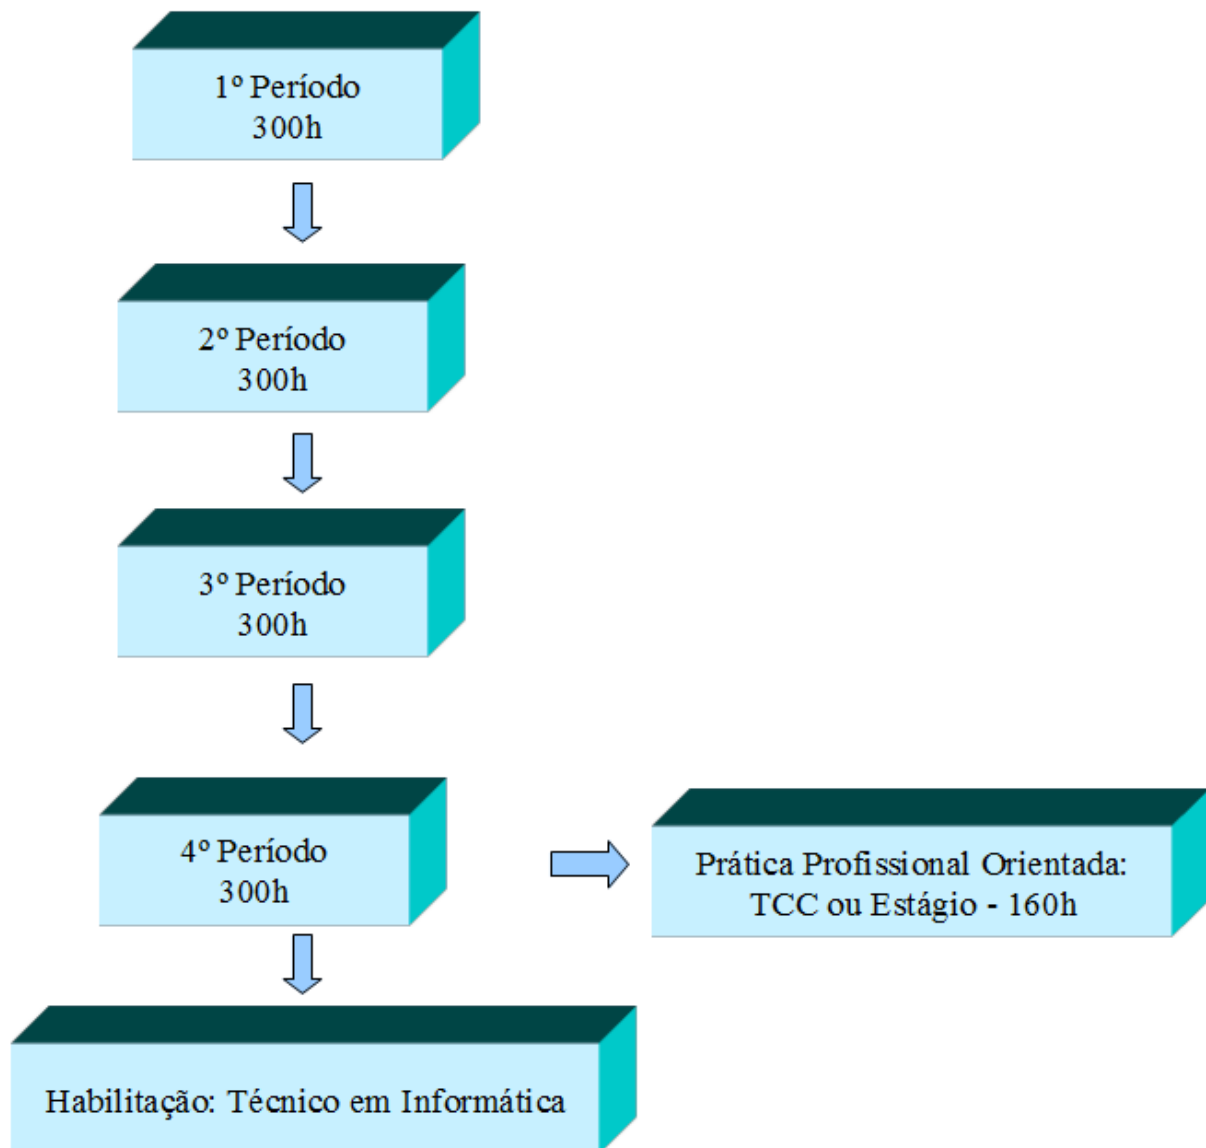 1º Período
300h
2º Período
300h
3º Período
300h
4º Período
300h
Prática Profissional Orientada:
TCC ou Estágio - 160h
Habilitação: Técnico em Informática